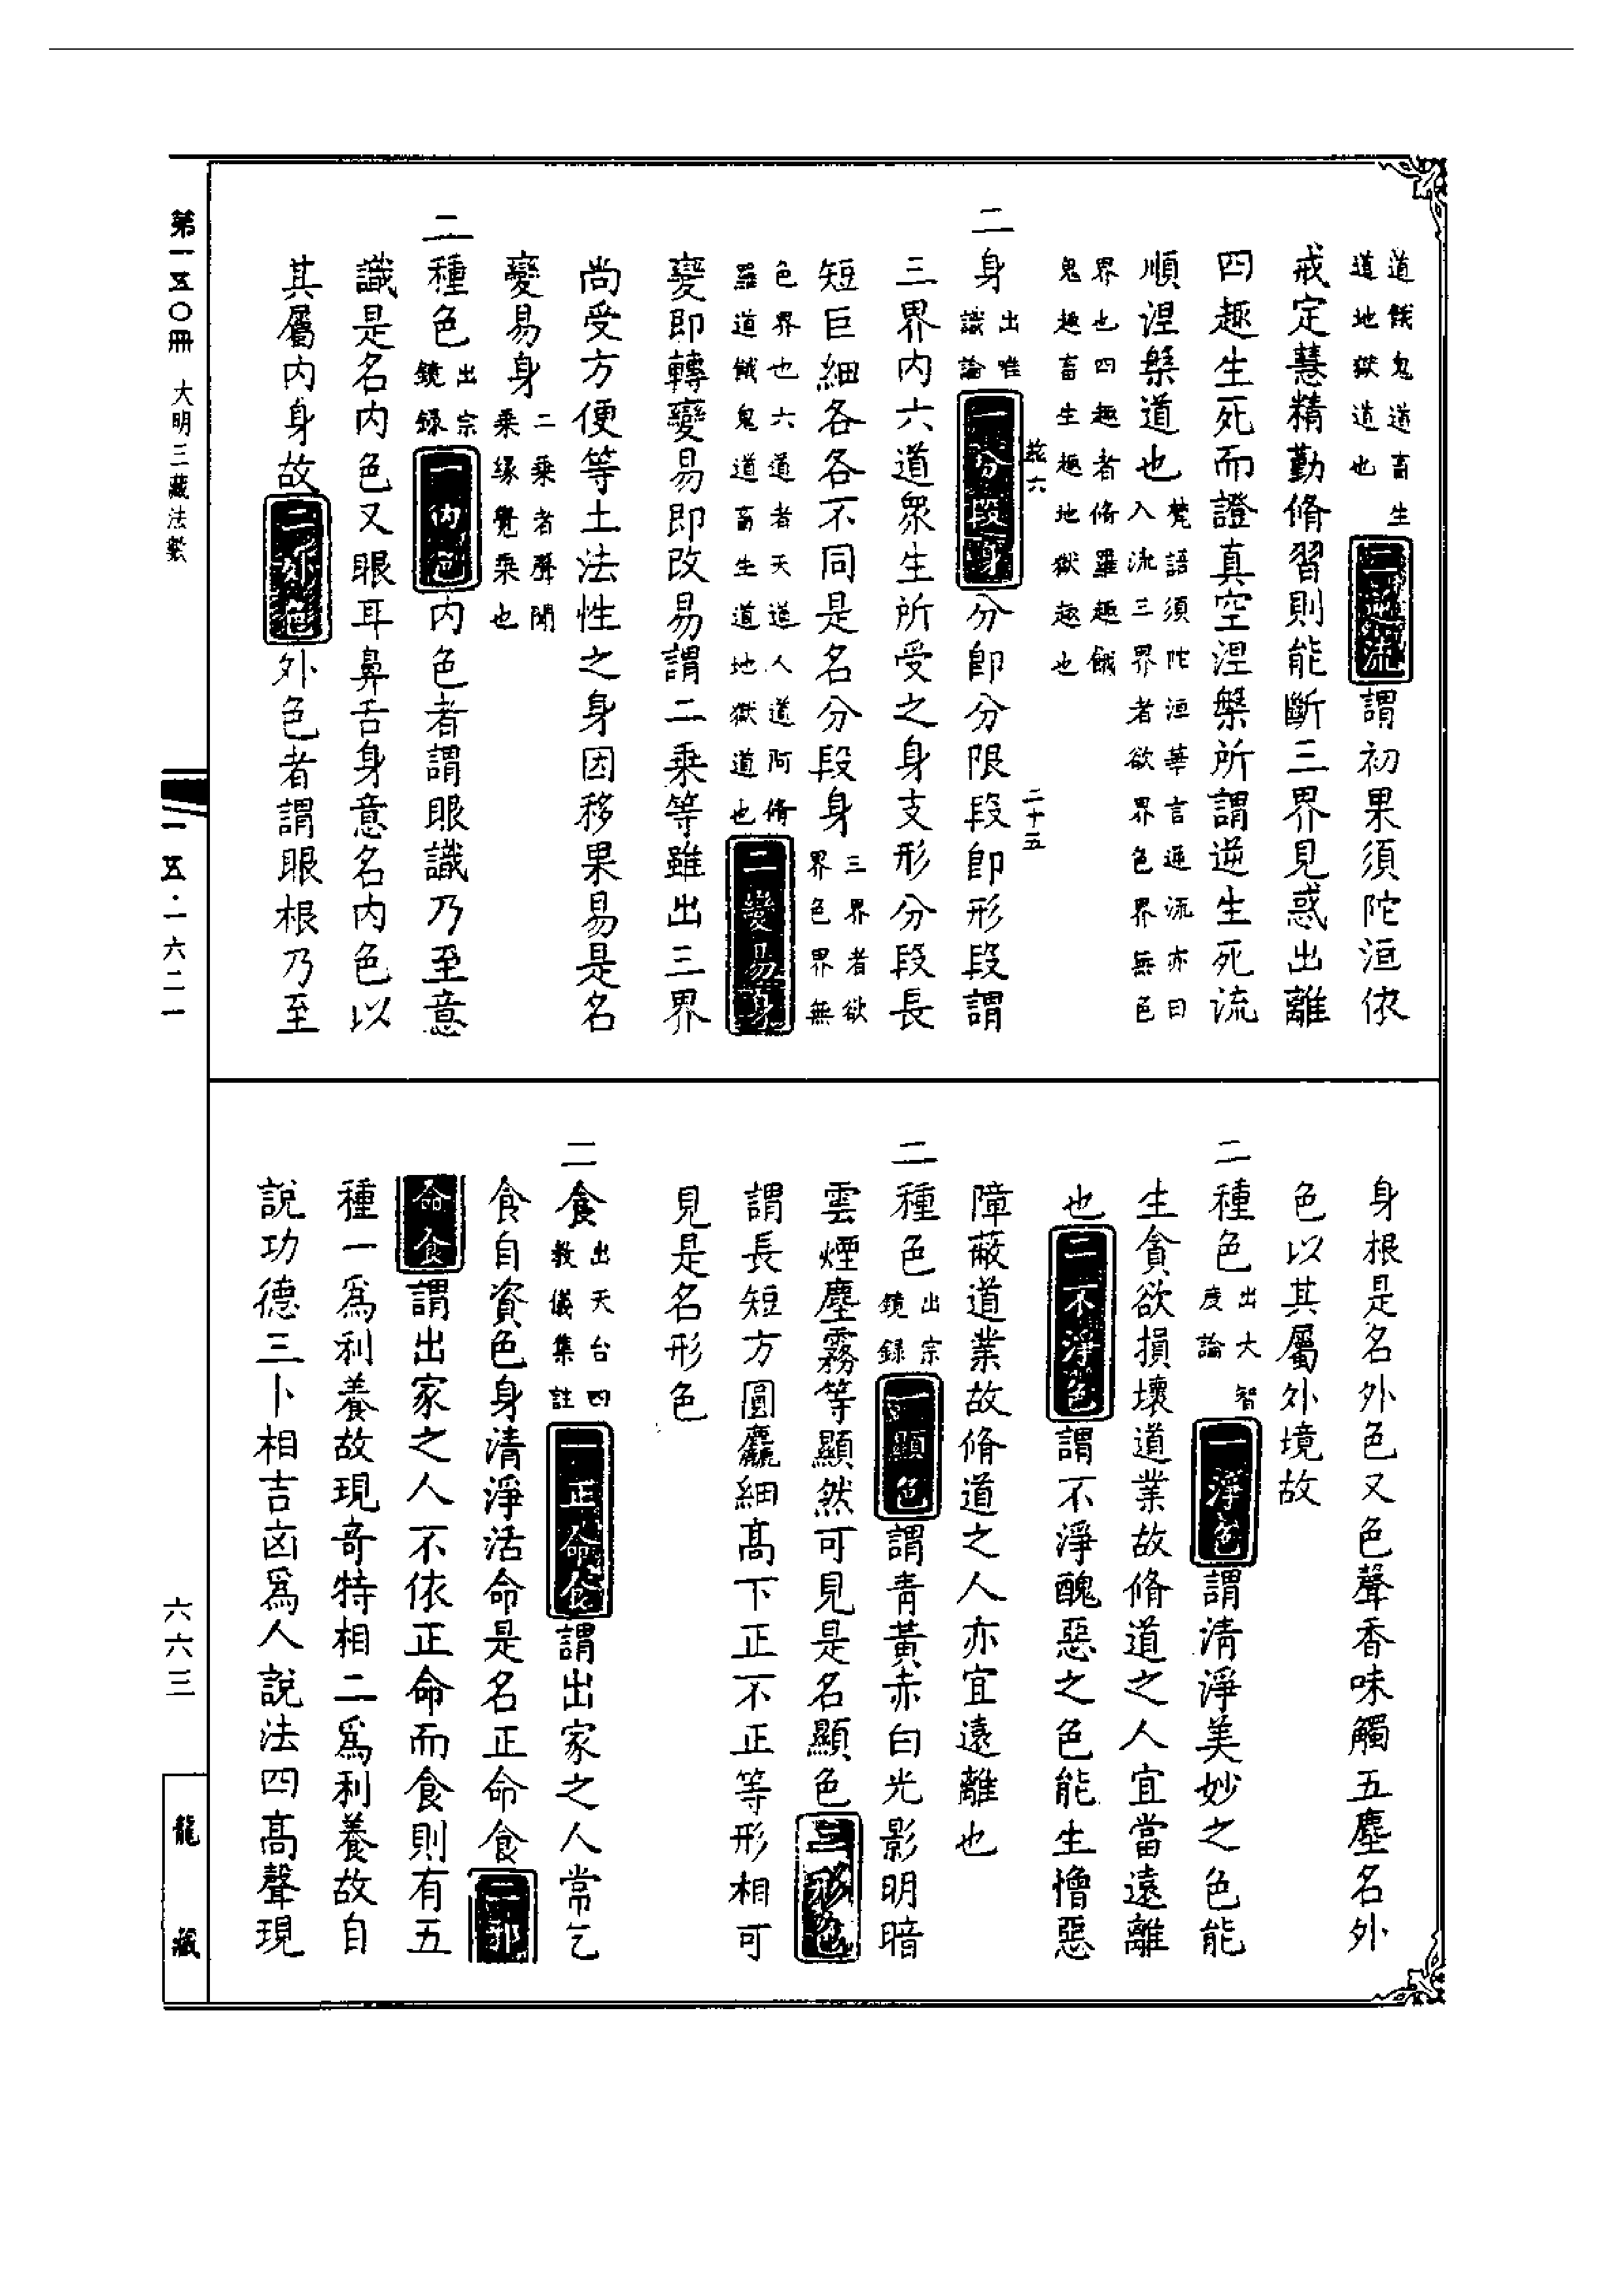 道餓鬼道畜生
道地獄道也
二逆流
謂初果須陀洹依
戒定慧精勤脩習則能斷三界見惑出離
四趣生死而證真空涅槃所謂逆生死流
順涅槃道也
梵語須陀洹華言逆流亦曰
入流三界者欲界色界無色
界也四趣者脩羅趣餓
鬼趣畜生趣地獄趣也
二十五
二身
出唯
識論
一分段身
分即分限段即形段謂
三界內六道眾生所受之身支形分段長
短巨細各各不同是名分段身
三界者欲
界色界無
色界也六道者天道人道阿脩
羅道餓鬼道畜生道地獄道也
二變易身
變即轉變易即改易謂二乘等雖出三界
尚受方便等土法性之身因移果易是名
變易身
二乘者聲聞
乘緣覺乘也
二種色
出宗
鏡録
一內色
內色者謂眼識乃至意
識是名內色又眼耳鼻舌身意名內色以
其屬內身故
二外色
外色者謂眼根乃至
身根是名外色又色聲香味觸五塵名外
色以其屬外境故
二種色
出大智
度論
一淨色
謂清淨美妙之色能
生貪欲損壞道業故脩道之人宜當遠離
也
二不淨色
謂不淨醜惡之色能生憎惡
障蔽道業故脩道之人亦宜遠離也
二種色
出宗
鏡録
一顯色
謂青黃赤白光影明暗
雲煙塵霧等顯然可見是名顯色
二形色
謂長短方圓麤細高下正不正等形相可
見是名形色
二食
出天台四
教儀集註
一正命食
謂出家之人常乞
食自資色身清淨活命是名正命食
二邪
命食
謂出家之人不依正命而食則有五
種一為利養故現奇特相二為利養故自
說功德三卜相吉凶為人說法四高聲現
第一五〇冊
大明三藏法數
一五·一六二一
六六三
龍藏